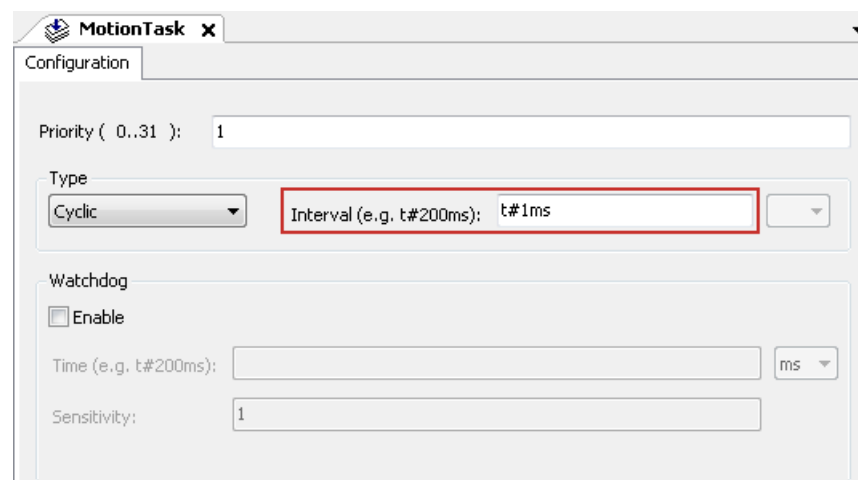 MotionTask x
Configuration
Priority ( 0..31 ): 1
Type
Cyclic Interval (e.g. t#200ms): t#1ms
Watchdog
Enable
Time (e.g. t#200ms): ms
Sensitivity: 1